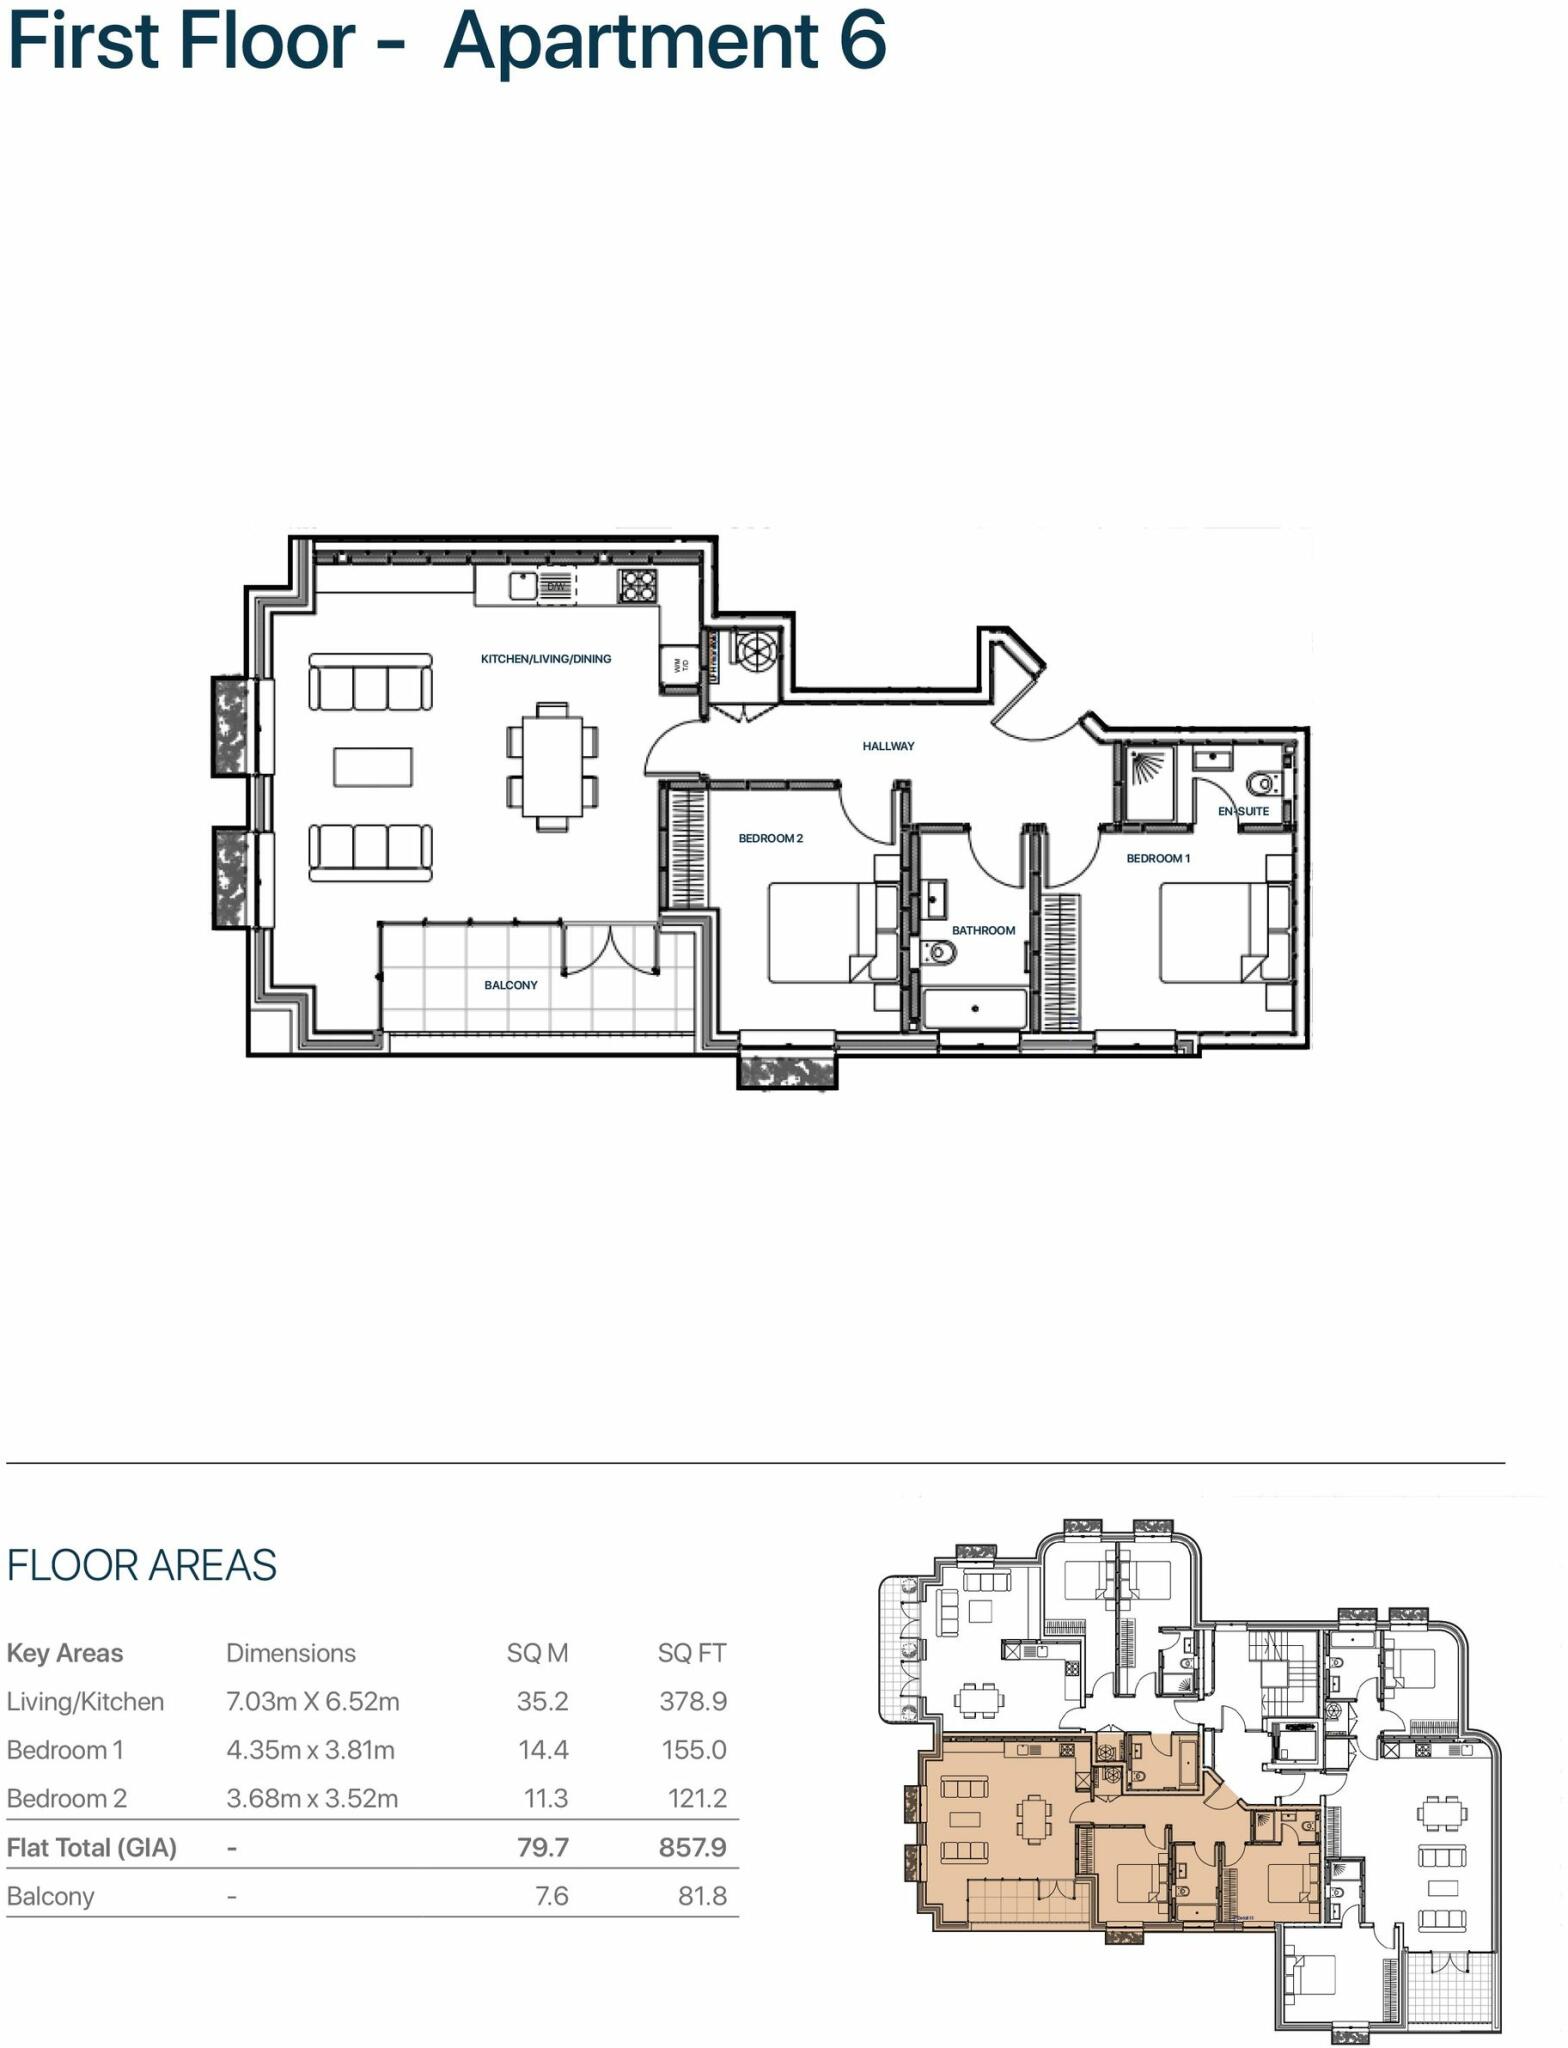 First Floor - Apartment 6
D/W
KITCHEN/LIVING/DINING
W/M
T/D
HALLWAY
EN-SUITE
BEDROOM 2
BEDROOM 1
BATHROOM
BALCONY
FLOOR AREAS
Key Areas Dimensions SQ M SQ FT
Living/Kitchen 7.03m X 6.52m 35.2 378.9
Bedroom 1 4.35m x 3.81m 14.4 155.0
Bedroom 2 3.68m x 3.52m 11.3 121.2
Flat Total (GIA) - 79.7 857.9
Balcony - 7.6 81.8